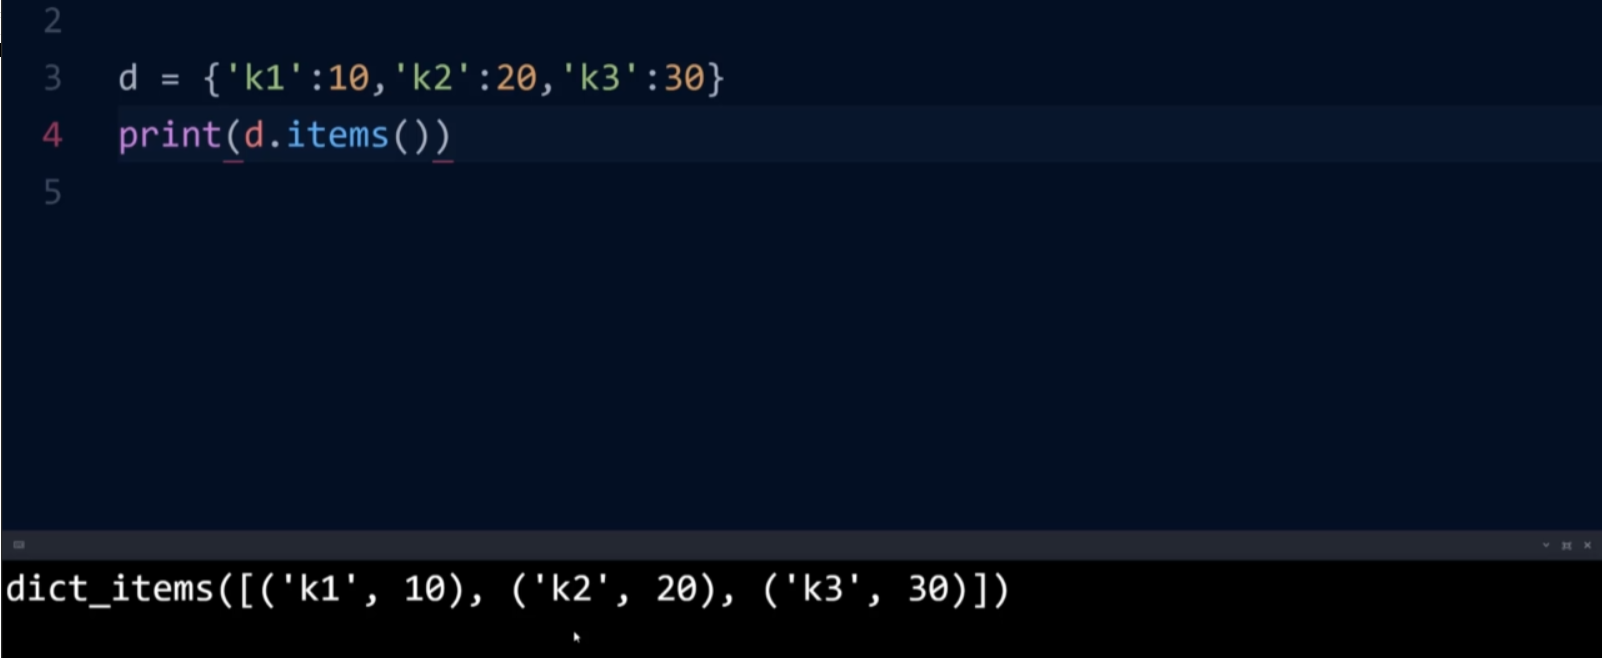 2
3 d = {'k1':10,'k2':20,'k3':30}
4 print(d.items())
5
dict_items([('k1', 10), ('k2', 20), ('k3', 30)])